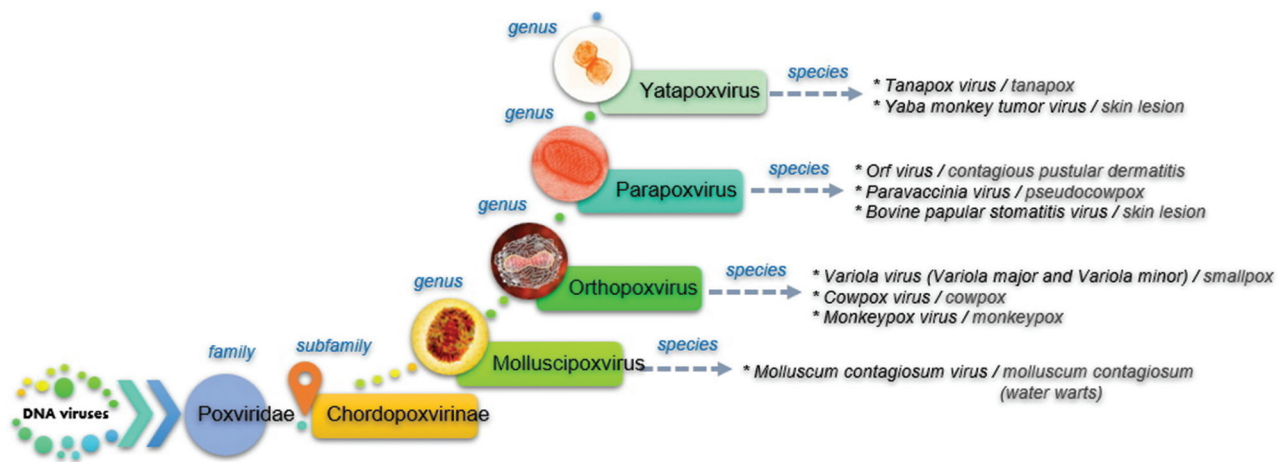 genus
Yatapoxvirus
species
* Tanapox virus / tanapox
* Yaba monkey tumor virus / skin lesion
genus
Parapoxvirus
species
* Orf virus / contagious pustular dermatitis
* Paravaccinia virus / pseudocowpox
* Bovine papular stomatitis virus / skin lesion
genus
Orthopoxvirus
species
* Variola virus (Variola major and Variola minor) / smallpox
* Cowpox virus / cowpox
* Monkeypox virus / monkeypox
genus
Molluscipoxvirus
species
* Molluscum contagiosum virus / molluscum contagiosum
(water warts)
family
subfamily
DNA viruses
Poxviridae
Chordopoxvirinae